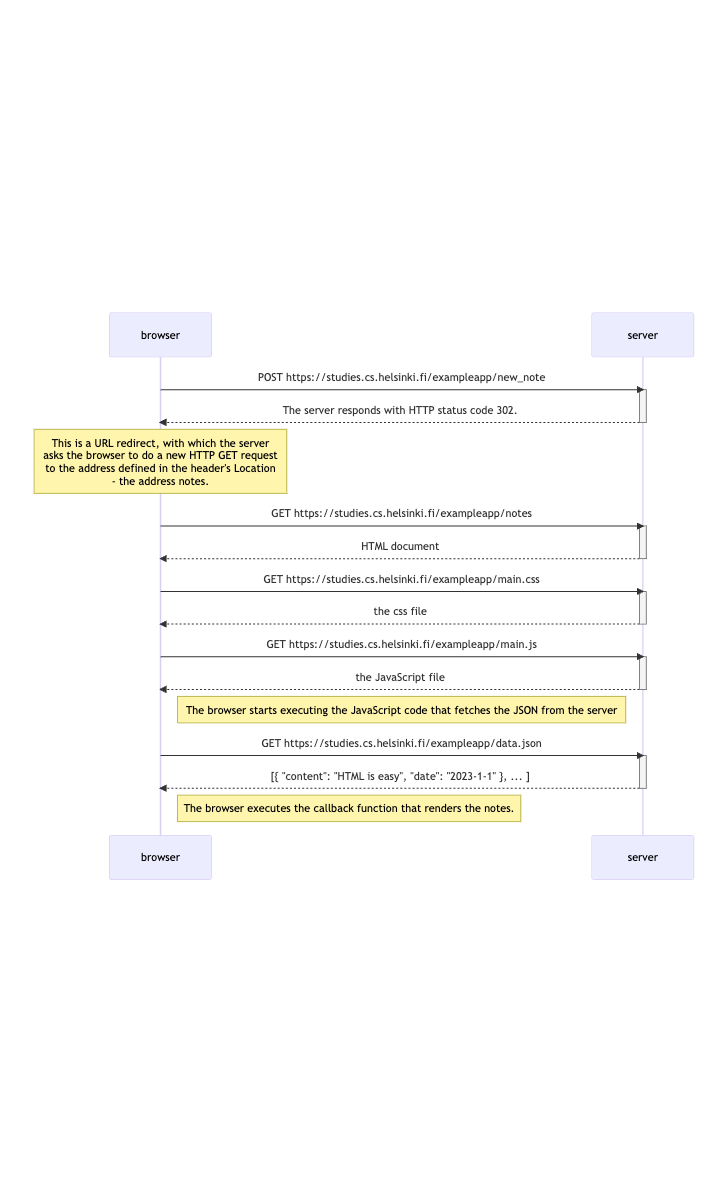 browser
server
POST https://studies.cs.helsinki.fi/exampleapp/new_note
The server responds with HTTP status code 302.
This is a URL redirect, with which the server
asks the browser to do a new HTTP GET request
to the address defined in the header's Location
- the address notes.
GET https://studies.cs.helsinki.fi/exampleapp/notes
HTML document
GET https://studies.cs.helsinki.fi/exampleapp/main.css
the css file
GET https://studies.cs.helsinki.fi/exampleapp/main.js
the JavaScript file
The browser starts executing the JavaScript code that fetches the JSON from the server
GET https://studies.cs.helsinki.fi/exampleapp/data.json
[{ "content": "HTML is easy", "date": "2023-1-1" }, ... ]
The browser executes the callback function that renders the notes.
browser
server